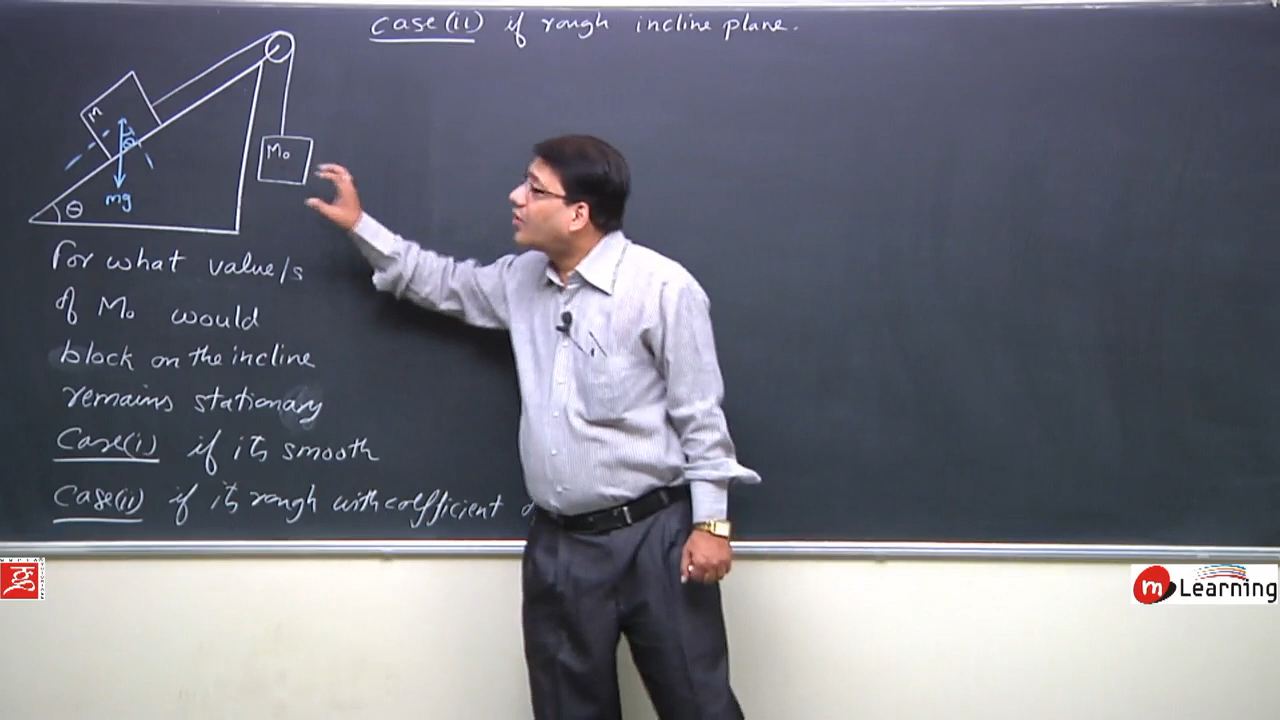 Case(ii) if rough incline plane.
M
M₀
θ
mg
For what value/s
of M₀ would
block on the incline
remains stationary
Case(i) if its smooth
Case(ii) if its rough with coefficient
m Learning